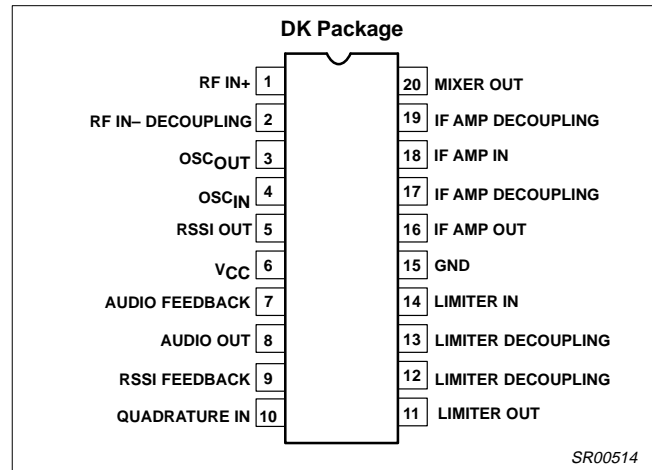 DK Package
RF IN+ 1
RF IN– DECOUPLING 2
OSCOUT 3
OSCIN 4
RSSI OUT 5
VCC 6
AUDIO FEEDBACK 7
AUDIO OUT 8
RSSI FEEDBACK 9
QUADRATURE IN 10
20 MIXER OUT
19 IF AMP DECOUPLING
18 IF AMP IN
17 IF AMP DECOUPLING
16 IF AMP OUT
15 GND
14 LIMITER IN
13 LIMITER DECOUPLING
12 LIMITER DECOUPLING
11 LIMITER OUT
SR00514